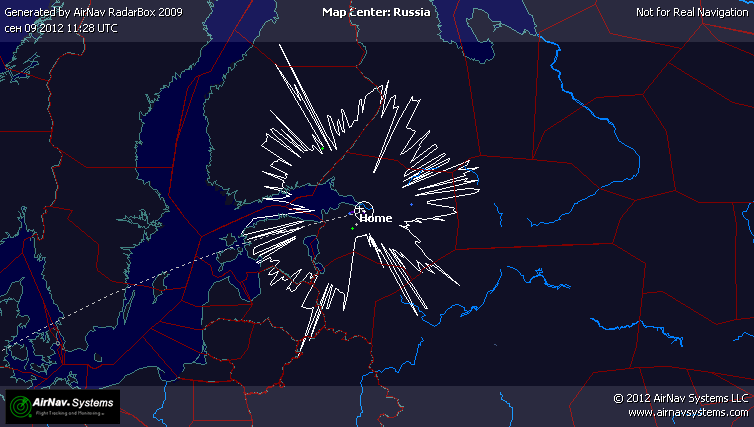 Generated by AirNav RadarBox 2009
Map Center: Russia
Not for Real Navigation
сен 09 2012 11:28 UTC
Home
AirNav. Systems
Flight Tracking and Monitoring
© 2012 AirNav Systems LLC
www.airnavsystems.com